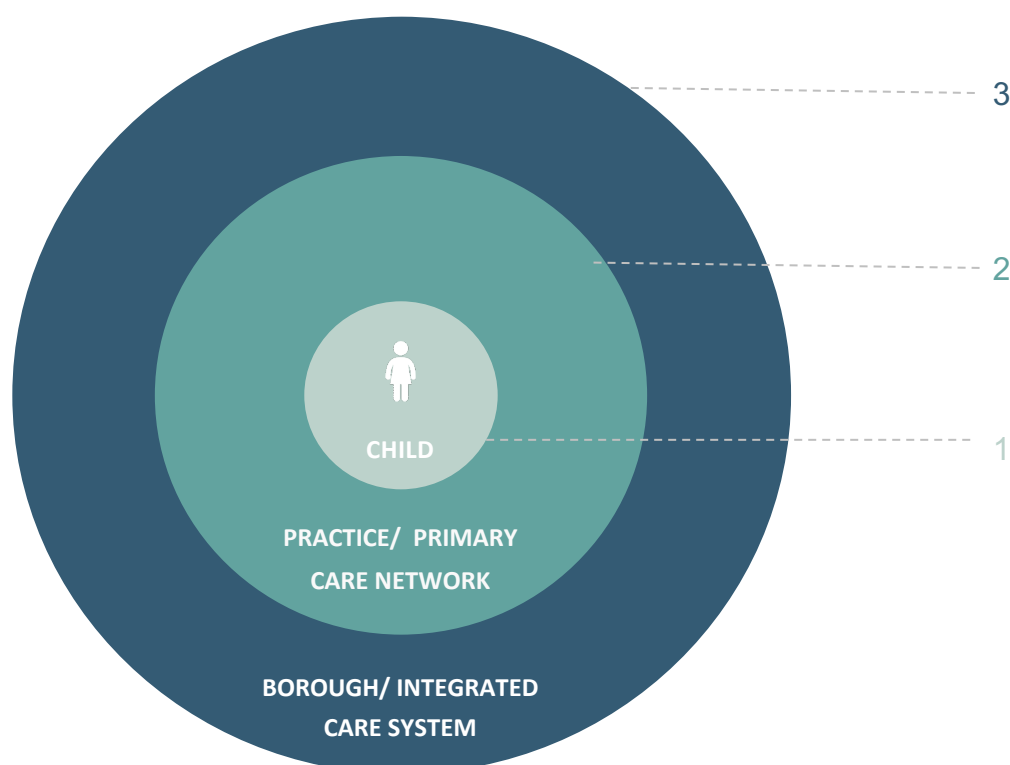 3
2
1
CHILD
PRACTICE/ PRIMARY
CARE NETWORK
BOROUGH/ INTEGRATED
CARE SYSTEM